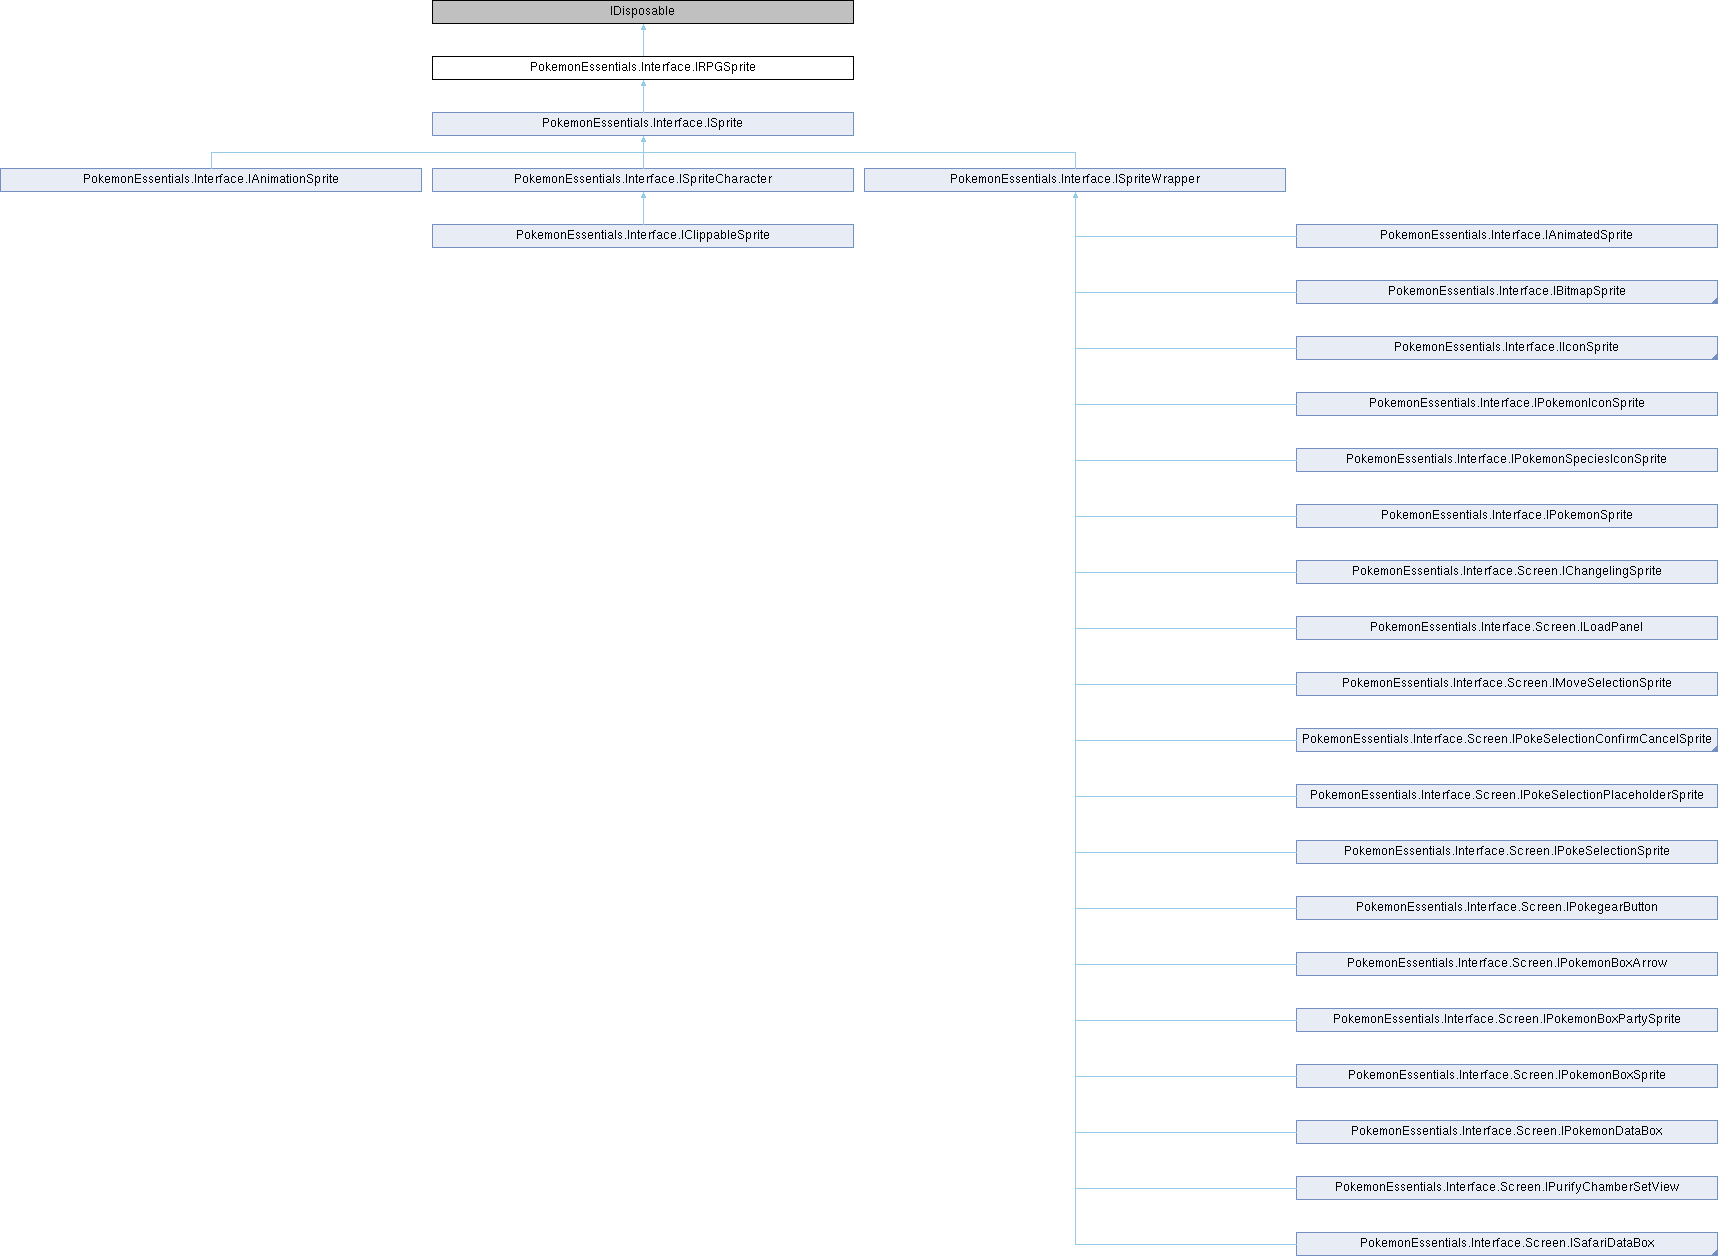 IDisposable
PokemonEssentials.Interface.IRPGSprite
PokemonEssentials.Interface.ISprite
PokemonEssentials.Interface.IAnimationSprite
PokemonEssentials.Interface.ISpriteCharacter
PokemonEssentials.Interface.ISpriteWrapper
PokemonEssentials.Interface.IClippableSprite
PokemonEssentials.Interface.IAnimatedSprite
PokemonEssentials.Interface.IBitmapSprite
PokemonEssentials.Interface.IIconSprite
PokemonEssentials.Interface.IPokemonIconSprite
PokemonEssentials.Interface.IPokemonSpeciesIconSprite
PokemonEssentials.Interface.IPokemonSprite
PokemonEssentials.Interface.Screen.IChangelingSprite
PokemonEssentials.Interface.Screen.ILoadPanel
PokemonEssentials.Interface.Screen.IMoveSelectionSprite
PokemonEssentials.Interface.Screen.IPokeSelectionConfirmCancelSprite
PokemonEssentials.Interface.Screen.IPokeSelectionPlaceholderSprite
PokemonEssentials.Interface.Screen.IPokeSelectionSprite
PokemonEssentials.Interface.Screen.IPokegearButton
PokemonEssentials.Interface.Screen.IPokemonBoxArrow
PokemonEssentials.Interface.Screen.IPokemonBoxPartySprite
PokemonEssentials.Interface.Screen.IPokemonBoxSprite
PokemonEssentials.Interface.Screen.IPokemonDataBox
PokemonEssentials.Interface.Screen.IPurifyChamberSetView
PokemonEssentials.Interface.Screen.ISafariDataBox